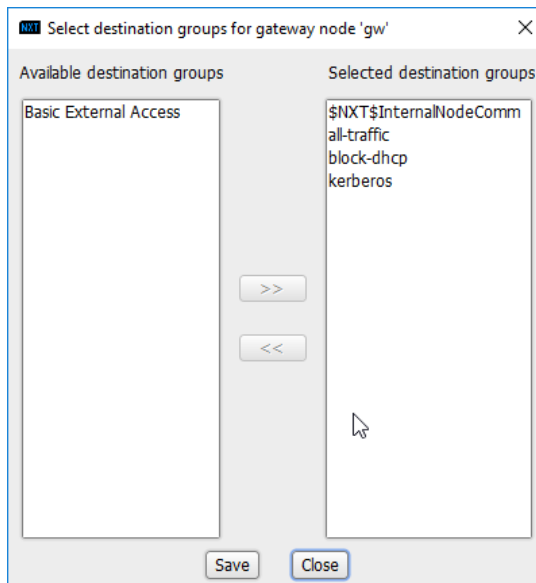 NXT Select destination groups for gateway node 'gw'
Available destination groups
Selected destination groups
Basic External Access
$NXT$InternalNodeComm
all-traffic
block-dhcp
kerberos
>>
<<
Save
Close